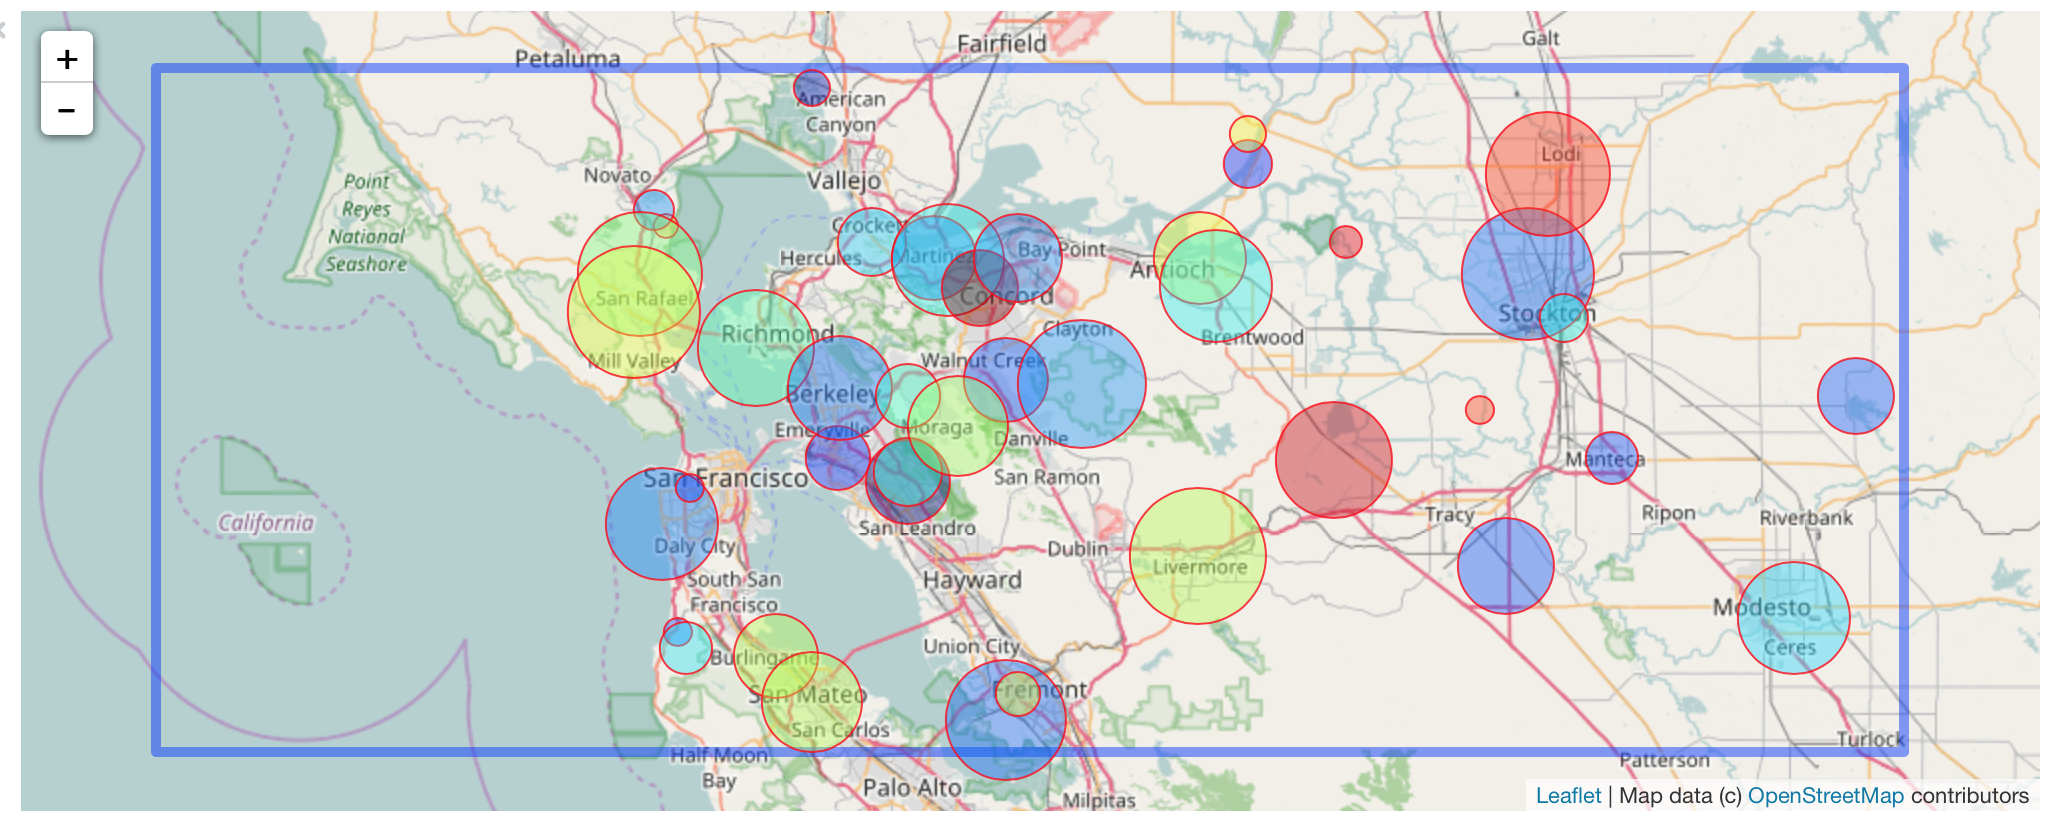 +
−
Petaluma
Fairfield
Galt
American
Canyon
Novato
Vallejo
Lodi
Point
Reyes
National
Seashore
Crocket
Hercules
Martinez
Bay Point
Concord
Antioch
San Rafael
Richmond
Clayton
Brentwood
Stockton
Mill Valley
Walnut Creek
Berkeley
Emeryville
Moraga
Danville
San Francisco
San Ramon
Manteca
California
San Leandro
Tracy
Ripon
Riverbank
Daly City
Dublin
Livermore
South San
Francisco
Hayward
Modesto
Burlingame
Union City
Ceres
San Mateo
Fremont
San Carlos
Half Moon
Bay
Palo Alto
Milpitas
Patterson
Turlock
Leaflet | Map data (c) OpenStreetMap contributors